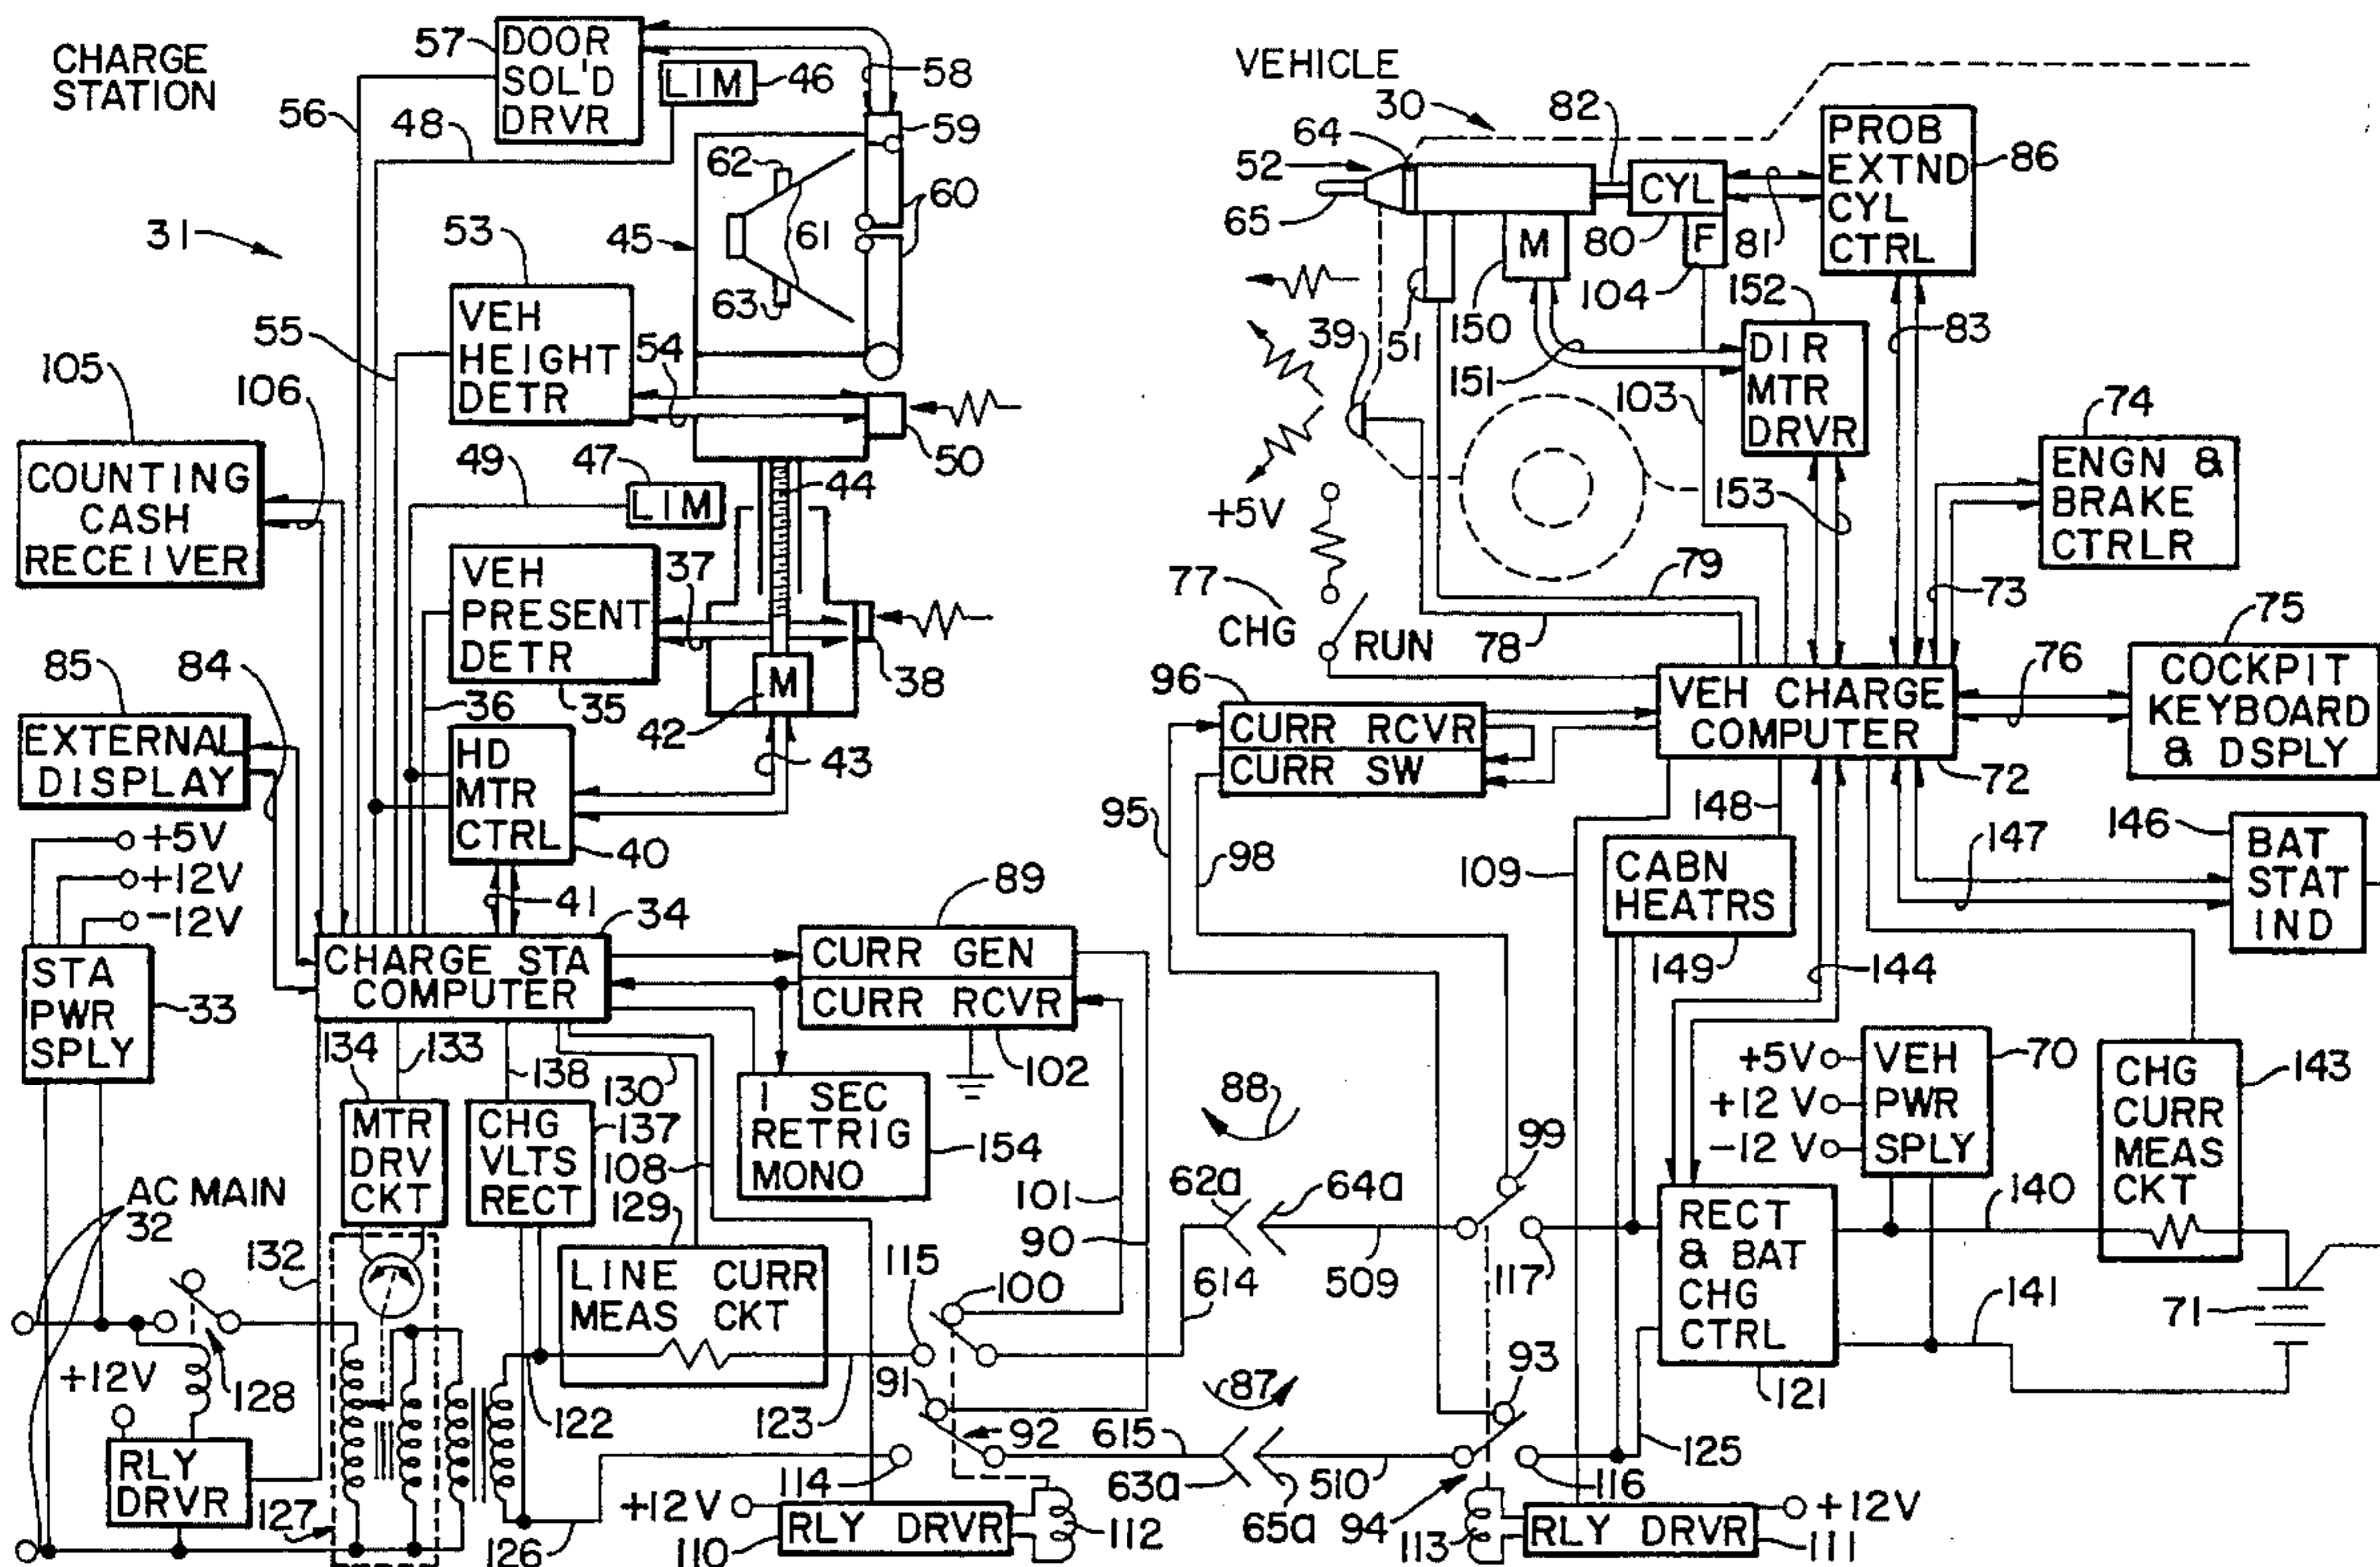 CHARGE
STATION
31
57
DOOR
SOL'D
DRVR
56
48
LIM
46
58
59
62
60
61
45
63
53
VEH
HEIGHT
DETR
54
55
50
105
106
COUNTING
CASH
RECEIVER
49
47
LIM
44
VEH
PRESENT
DETR
37
38
35
36
M
42
43
85
84
EXTERNAL
DISPLAY
HD
MTR
CTRL
40
41
34
+5V
+12V
-12V
STA
PWR
SPLY
33
CHARGE STA
COMPUTER
89
CURR GEN
CURR RCVR
102
134
133
138
130
MTR
DRV
CKT
CHG
VLTS
RECT
137
108
129
1 SEC
RETRIG
MONO
154
101
90
AC MAIN
32
132
LINE CURR
MEAS CKT
115
100
+12V
128
122
123
91
92
RLY
DRVR
127
126
114
+12V
RLY DRVR
110
112
VEHICLE
30
82
64
52
65
CYL
80
81
F
104
M
150
51
151
PROB
EXTND
CYL
CTRL
86
83
152
DIR
MTR
DRVR
153
103
39
+5V
77
CHG
RUN
79
78
74
ENGN &
BRAKE
CTRLR
73
75
76
COCKPIT
KEYBOARD
& DSPLY
96
CURR RCVR
CURR SW
VEH CHARGE
COMPUTER
72
95
98
109
148
CABN
HEATRS
149
144
146
147
BAT
STAT
IND
+5V
+12V
-12V
VEH
PWR
SPLY
70
CHG
CURR
MEAS
CKT
143
88
99
62a
64a
614
509
117
RECT
& BAT
CHG
CTRL
121
140
141
71
87
93
615
63a
65a
510
94
116
125
113
RLY DRVR
+12V
111